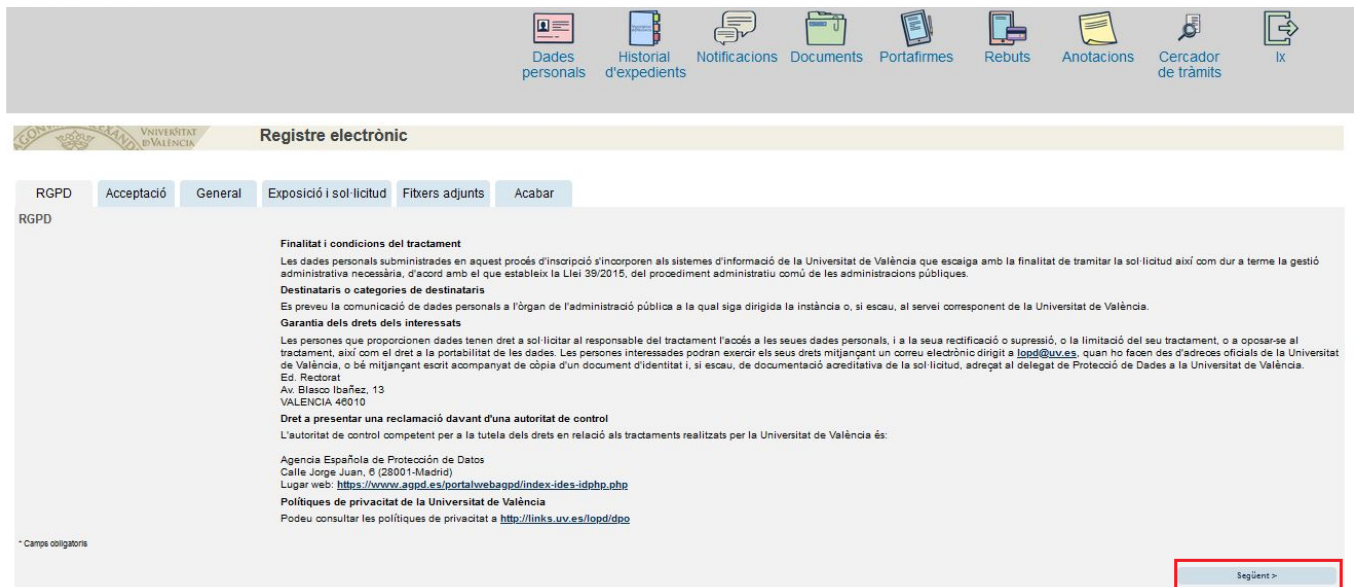 Dades personals
Historial d'expedients
Notificacions
Documents
Portafirmes
Rebuts
Anotacions
Cercador de tràmits
Ix
VNIVERSITAT
ID VALÈNCIA
Registre electrònic
RGPD
Acceptació
General
Exposició i sol·licitud
Fitxers adjunts
Acabar
RGPD
Finalitat i condicions del tractament
Les dades personals subministrades en aquest procés d'inscripció s'incorporen als sistemes d'informació de la Universitat de València que escaiga amb la finalitat de tramitar la sol·licitud així com dur a terme la gestió
administrativa necessària, d'acord amb el que estableix la Llei 39/2015, del procediment administratiu comú de les administracions públiques.
Destinataris o categories de destinataris
Es preveu la comunicació de dades personals a l'òrgan de l'administració pública a la qual siga dirigida la instància o, si escau, al servei corresponent de la Universitat de València.
Garantia dels drets dels interessats
Les persones que proporcionen dades tenen dret a sol·licitar al responsable del tractament l'accés a les seues dades personals, i a la seua rectificació o supressió, o la limitació del seu tractament, o a oposar-se al
tractament, així com el dret a la portabilitat de les dades. Les persones interessades podran exercir els seus drets mitjançant un correu electrònic dirigit a lopd@uv.es, quan ho facen des d'adreces oficials de la Universitat
de València, o bé mitjançant escrit acompanyat de còpia d'un document d'identitat i, si escau, de documentació acreditativa de la sol·licitud, adreçat al delegat de Protecció de Dades a la Universitat de València.
Ed. Rectorat
Av. Blasco Ibañez, 13
VALENCIA 46010
Dret a presentar una reclamació davant d'una autoritat de control
L'autoritat de control competent per a la tutela dels drets en relació als tractaments realitzats per la Universitat de València és:
Agencia Española de Protección de Datos
Calle Jorge Juan, 6 (28001-Madrid)
Lugar web: https://www.agpd.es/portalwebagpd/index-ides-idphp.php
Polítiques de privacitat de la Universitat de València
Podeu consultar les polítiques de privacitat a http://links.uv.es/lopd/dpo
* Camps obligatoris
Següent >